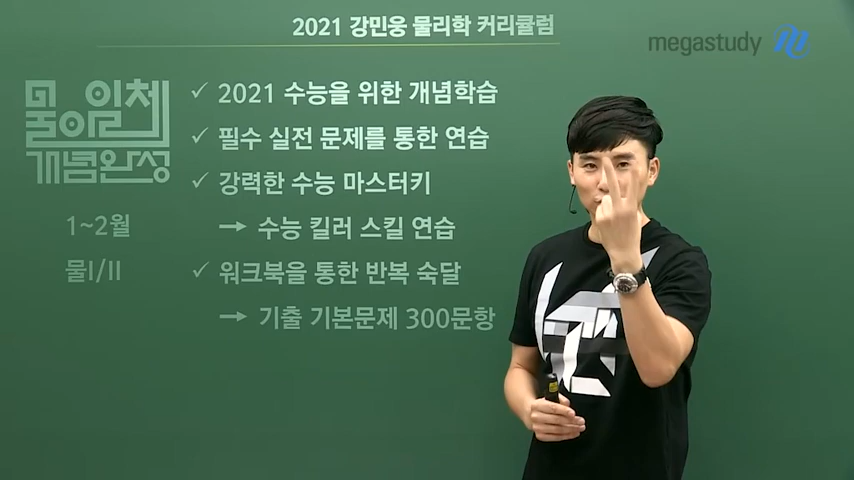 2021 강민웅 물리학 커리큘럼
megastudy
물아일체
개념완성
1~2월
물I/II
✓ 2021 수능을 위한 개념학습
✓ 필수 실전 문제를 통한 연습
✓ 강력한 수능 마스터키
→ 수능 킬러 스킬 연습
✓ 워크북을 통한 반복 숙달
→ 기출 기본문제 300문항